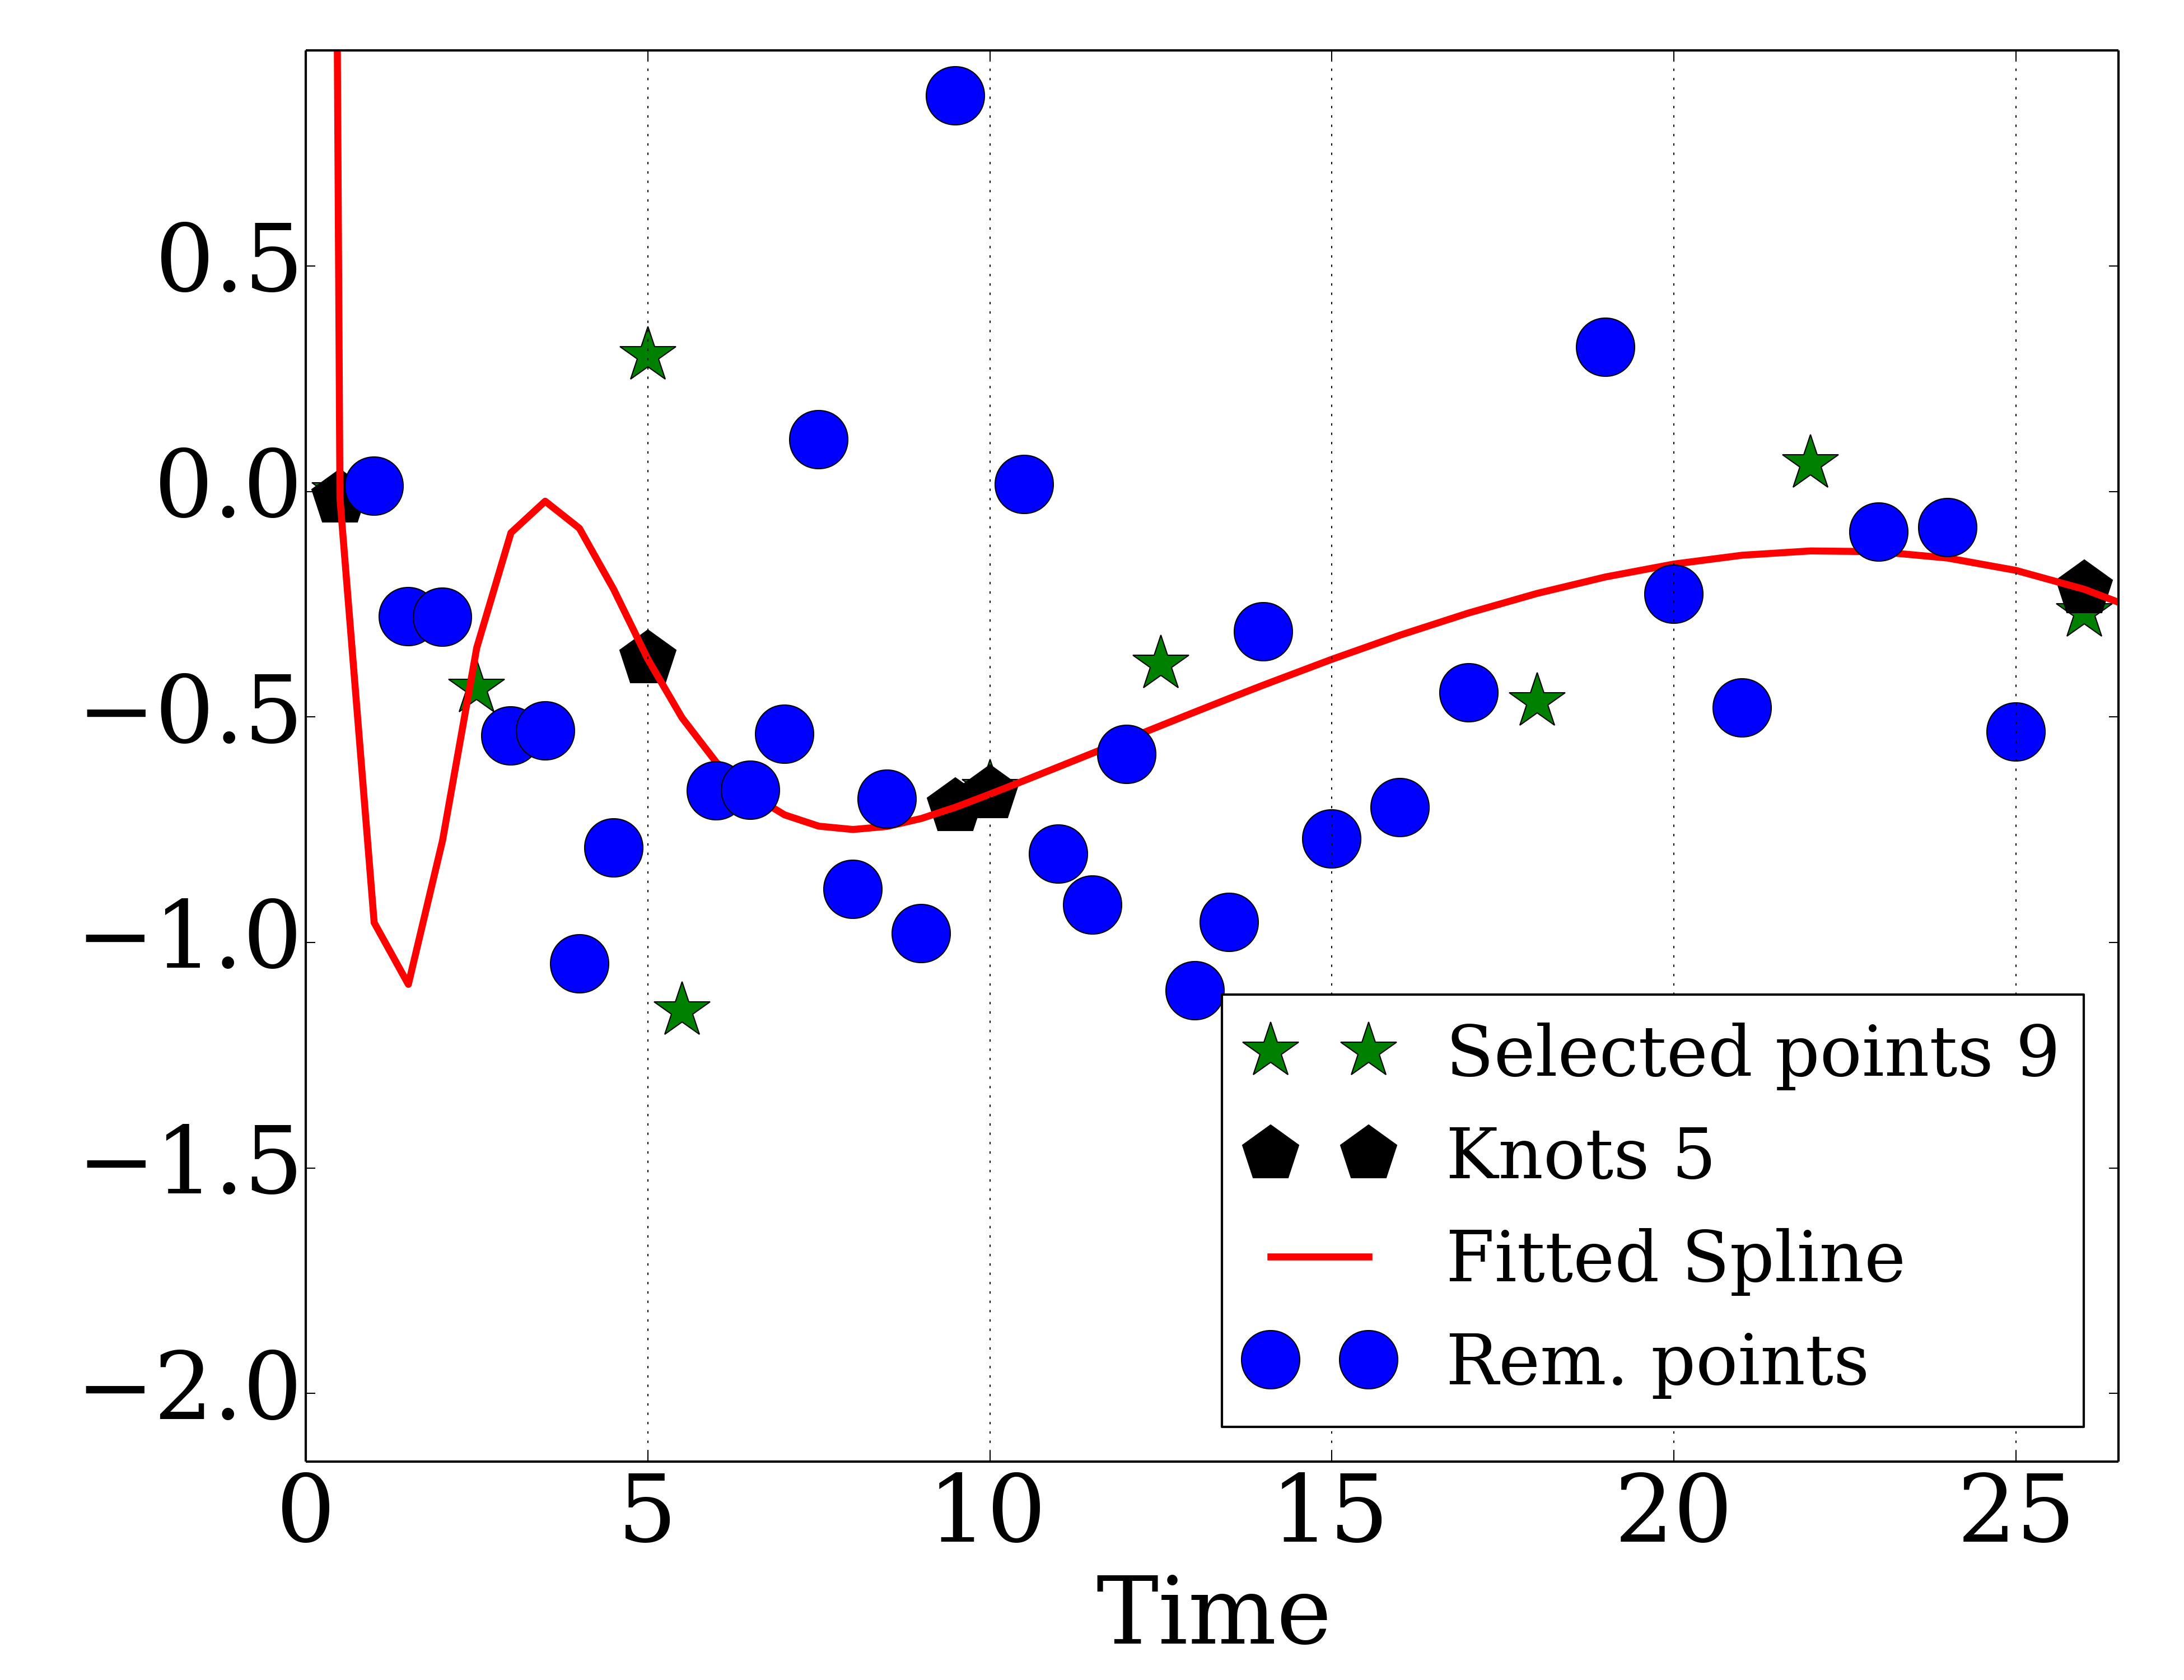 0.5
0.0
−0.5
−1.0
−1.5
−2.0
0 5 10 15 20 25
Time
Selected points 9
Knots 5
Fitted Spline
Rem. points